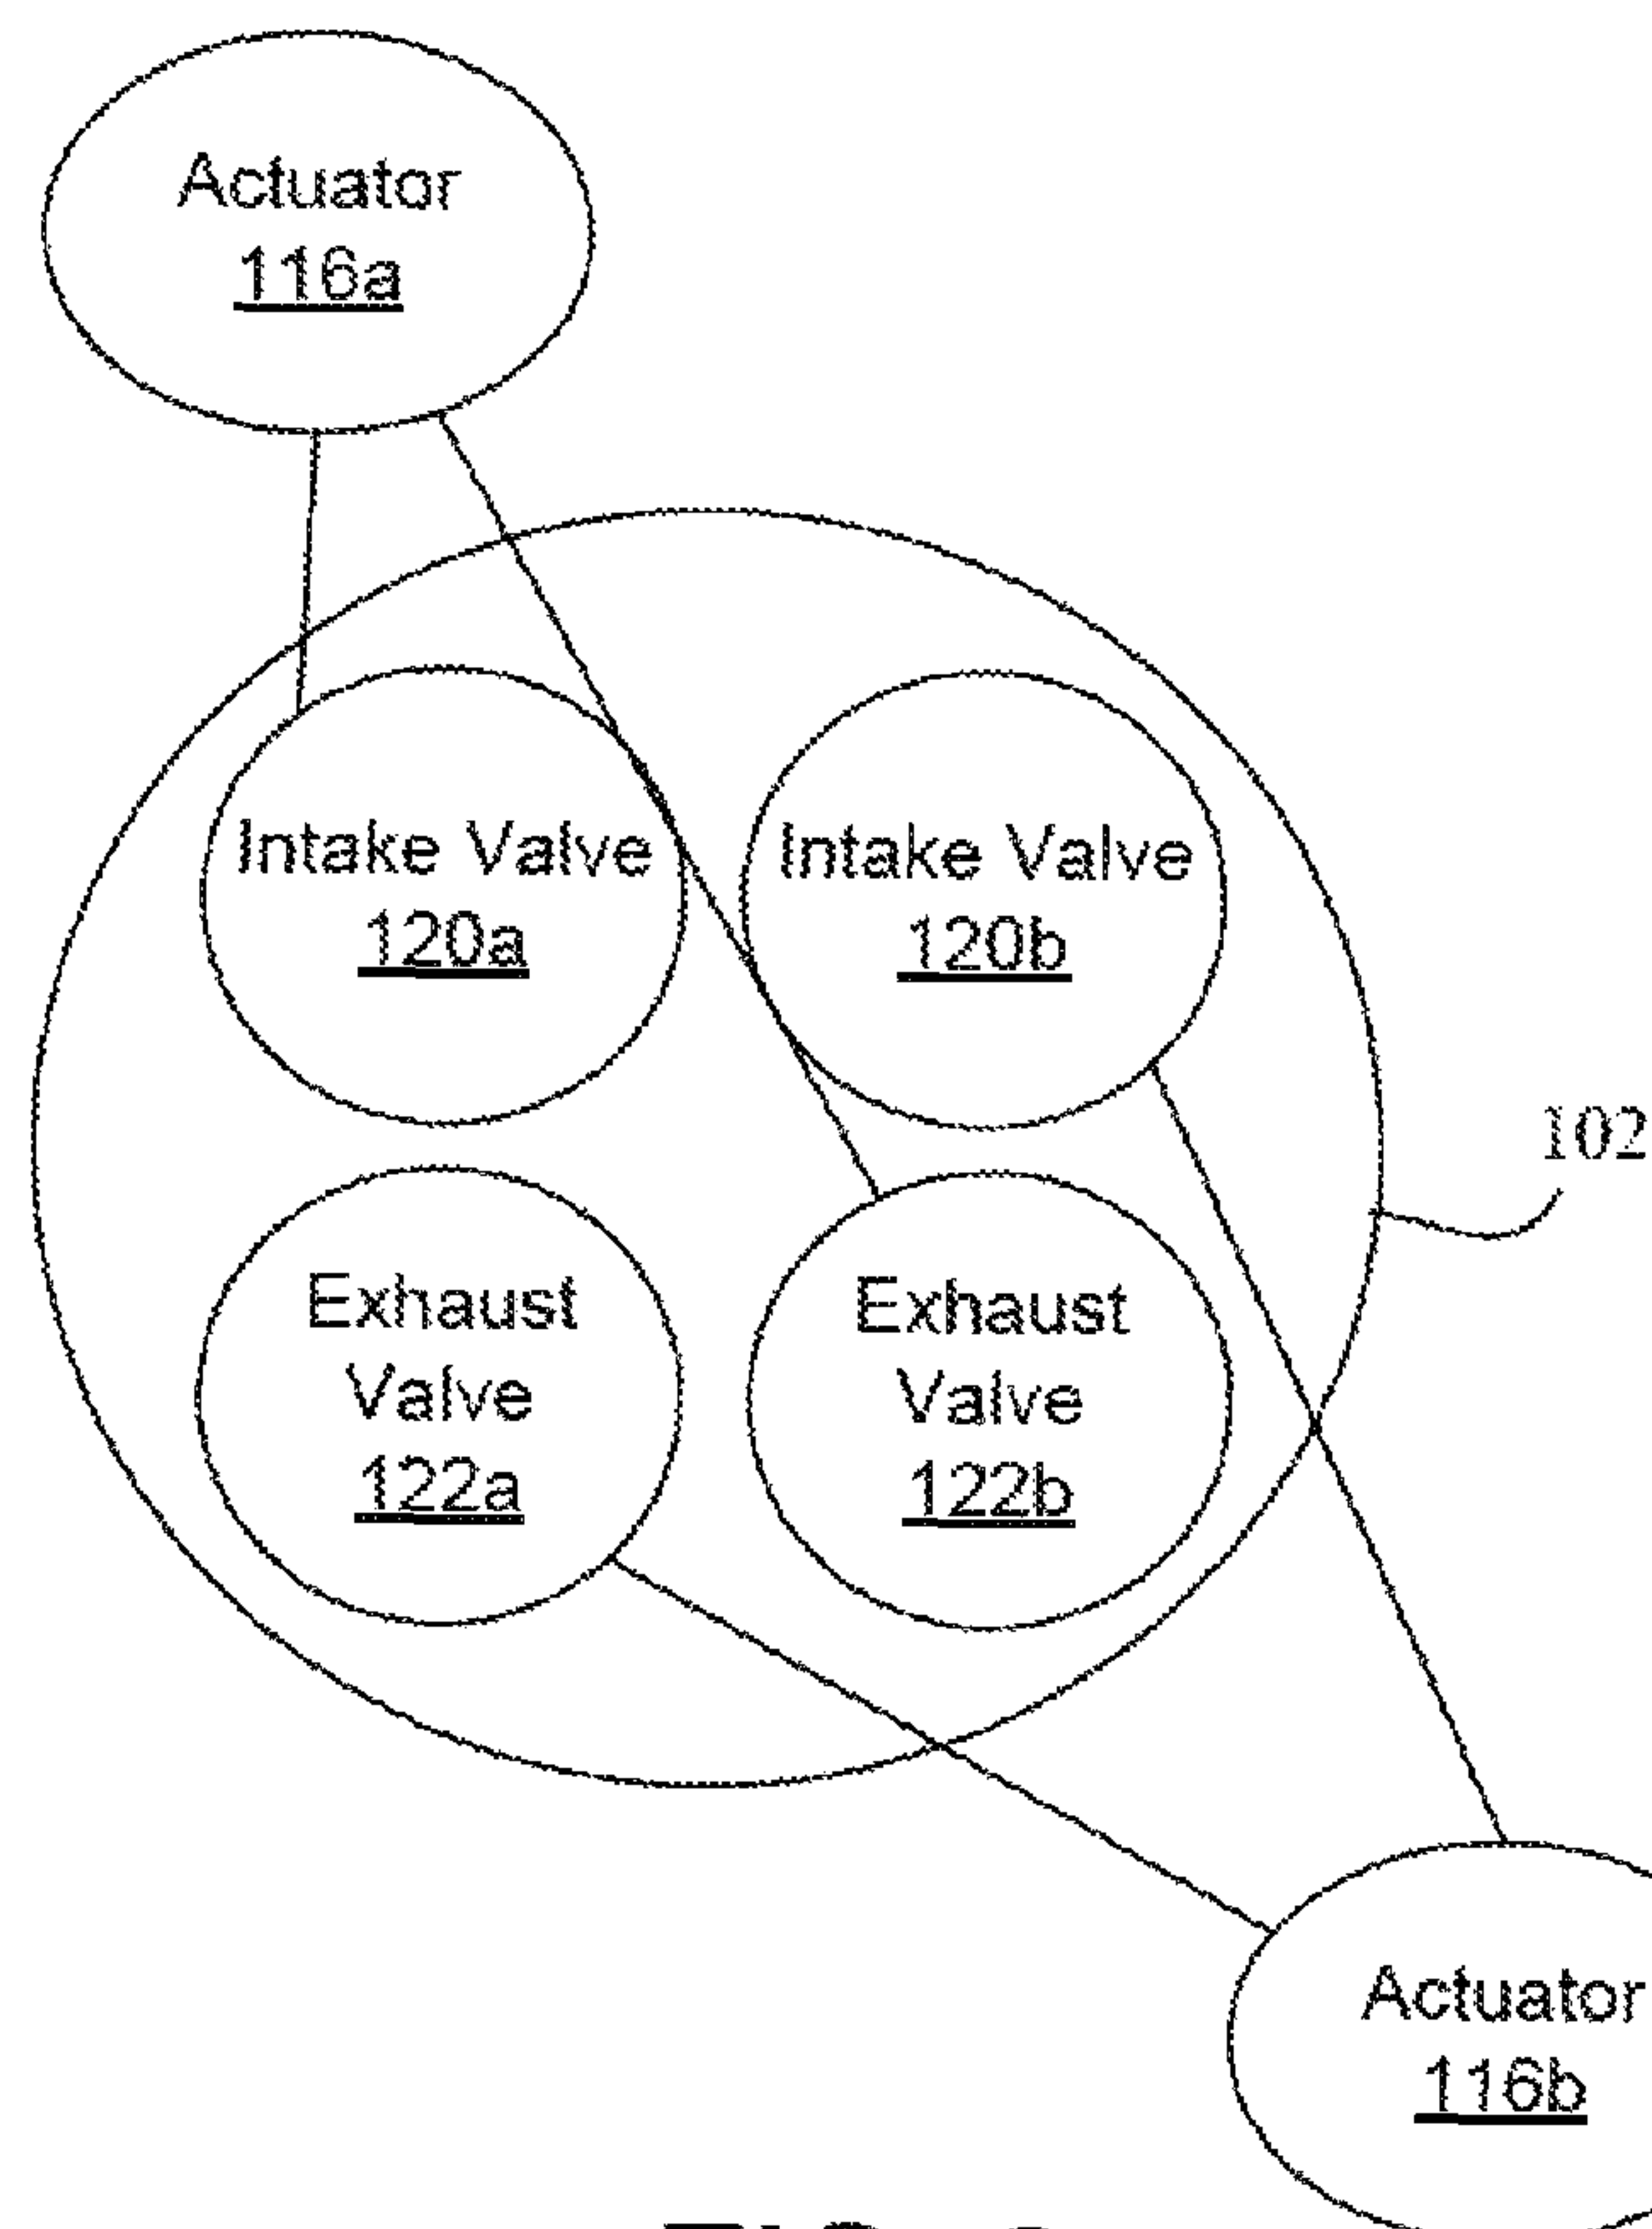 Actuator
116a
Intake Valve
120a
Intake Valve
120b
102
Exhaust
Valve
122a
Exhaust
Valve
122b
Actuator
116b